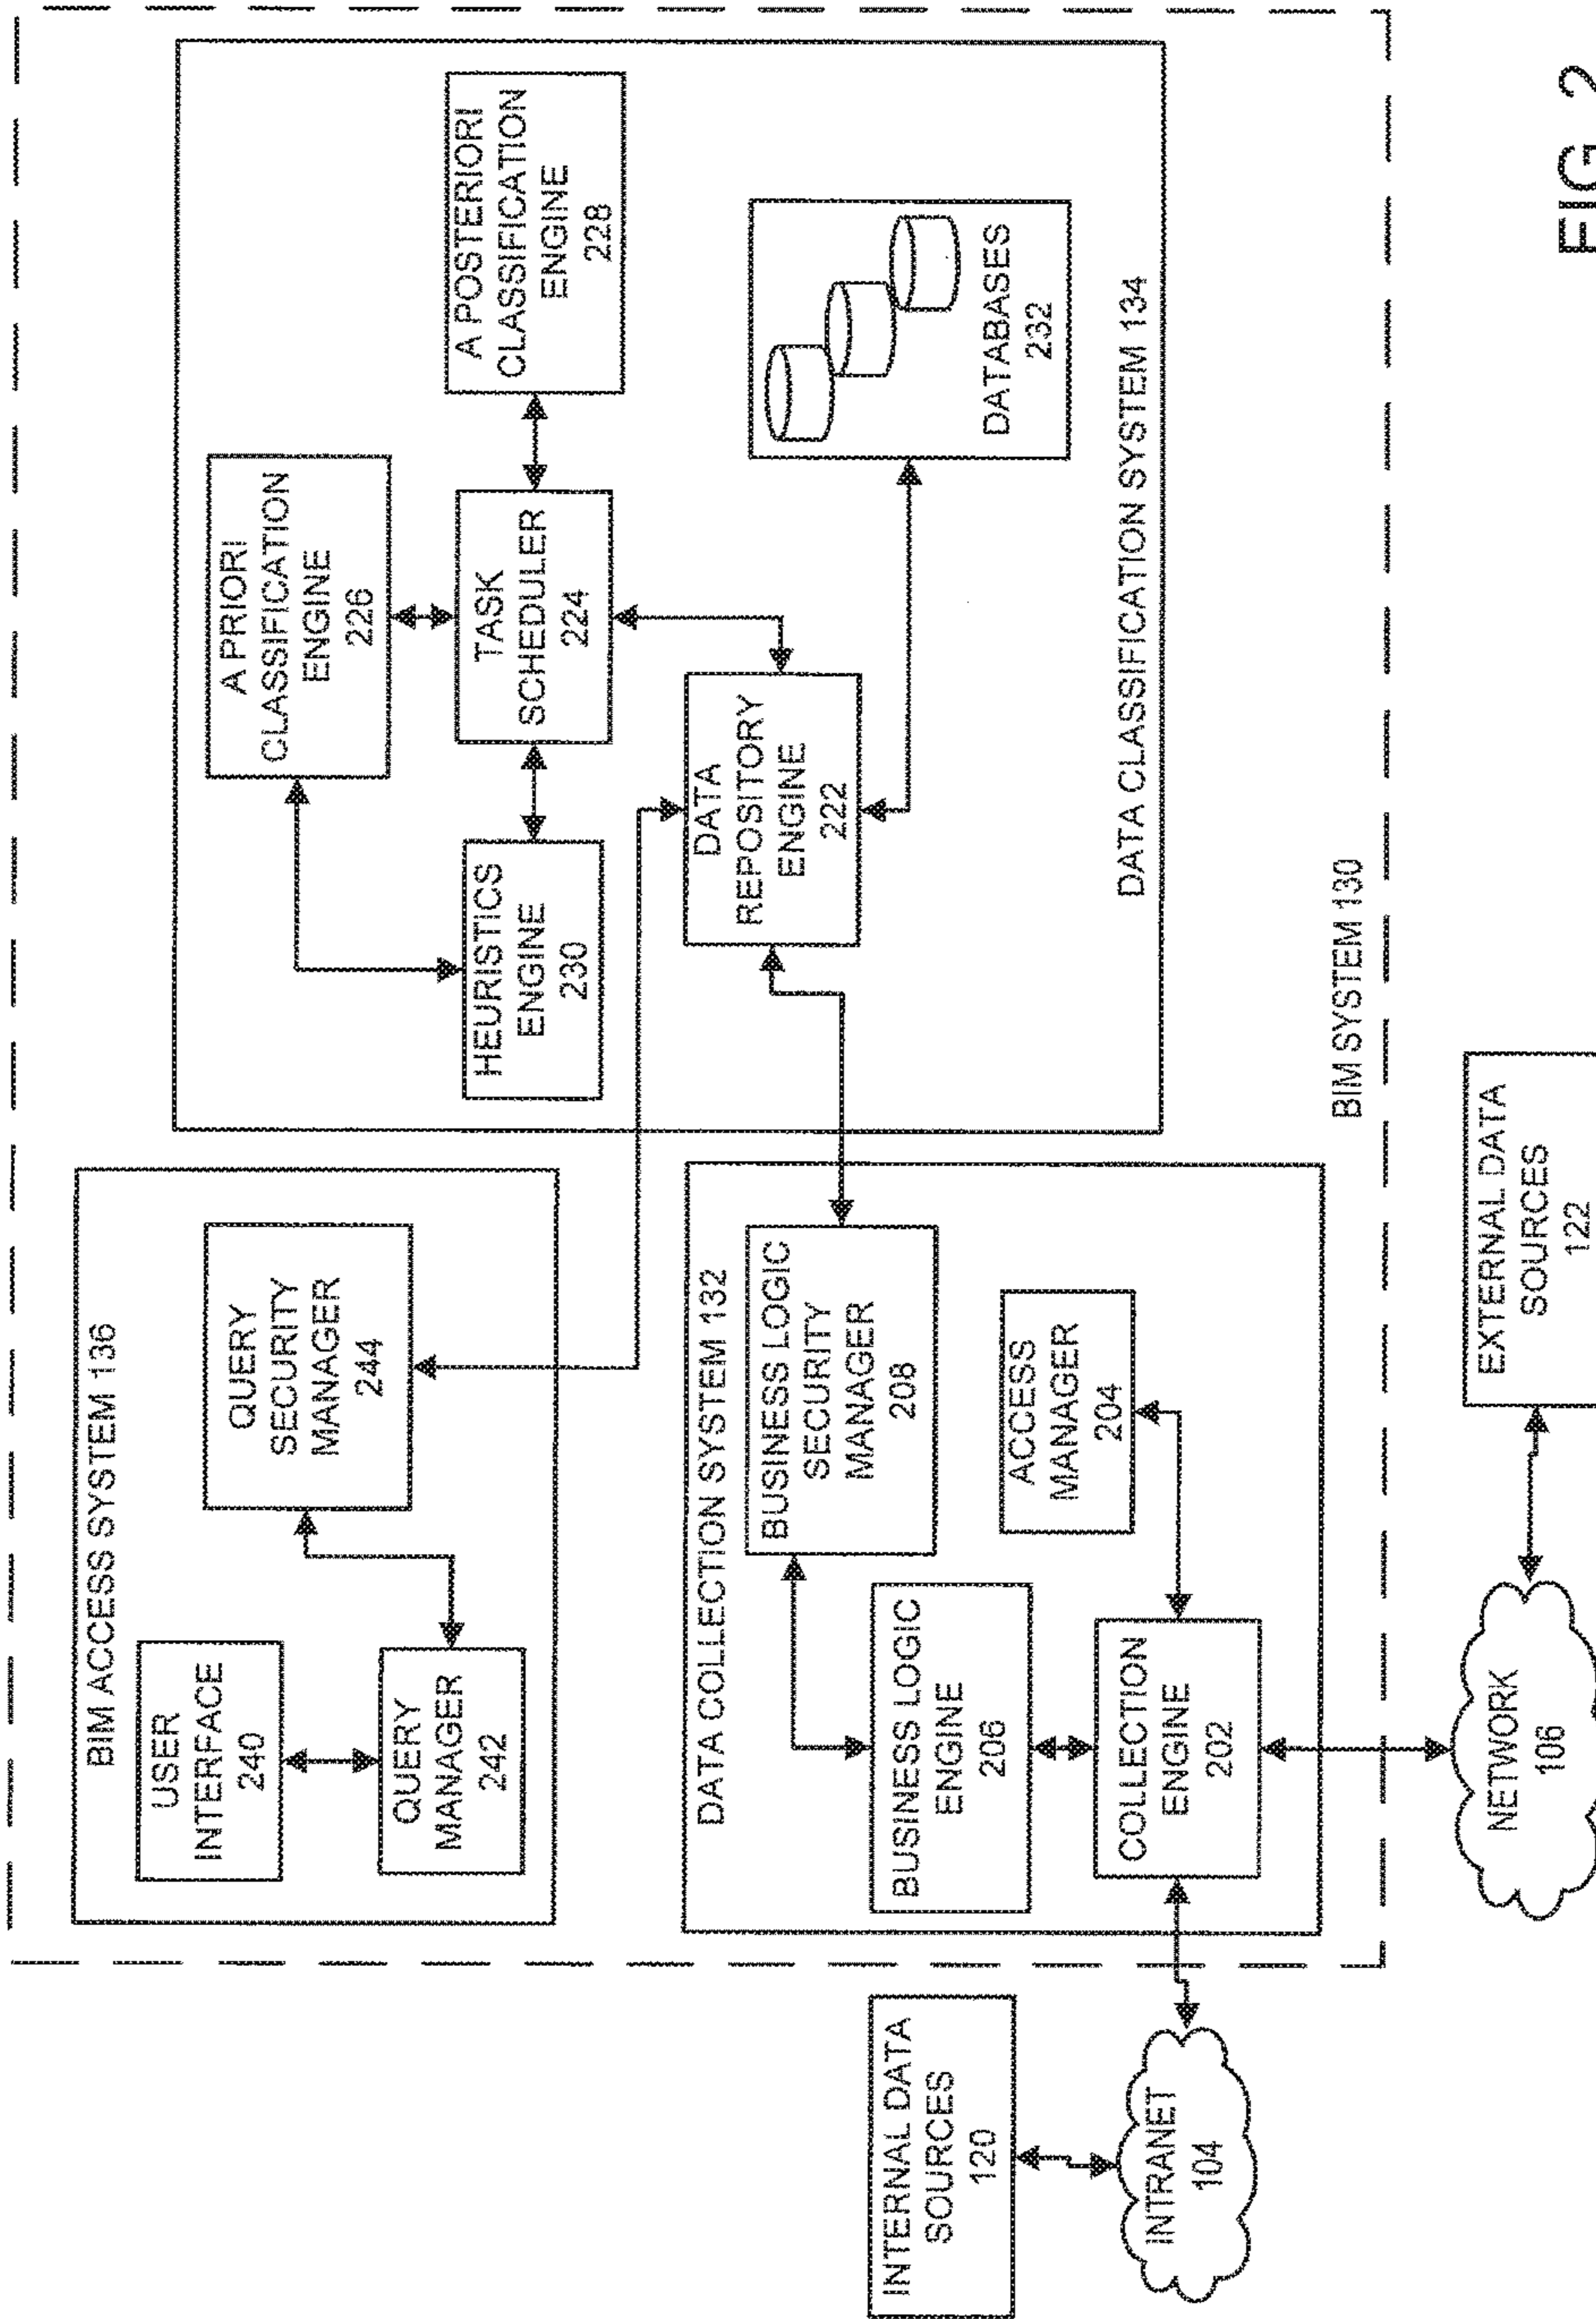 BIM ACCESS SYSTEM 136
USER
INTERFACE
240
QUERY
MANAGER
242
QUERY
SECURITY
MANAGER
244
A PRIORI
CLASSIFICATION
ENGINE
226
A POSTERIORI
CLASSIFICATION
ENGINE
228
HEURISTICS
ENGINE
230
TASK
SCHEDULER
224
DATA
REPOSITORY
ENGINE
222
DATABASES
232
DATA CLASSIFICATION SYSTEM 134
DATA COLLECTION SYSTEM 132
BUSINESS LOGIC
SECURITY
MANAGER
208
BUSINESS LOGIC
ENGINE
206
ACCESS
MANAGER
204
COLLECTION
ENGINE
202
BIM SYSTEM 130
INTERNAL DATA
SOURCES
120
INTRANET
104
NETWORK
106
EXTERNAL DATA
SOURCES
122
FIG. 2